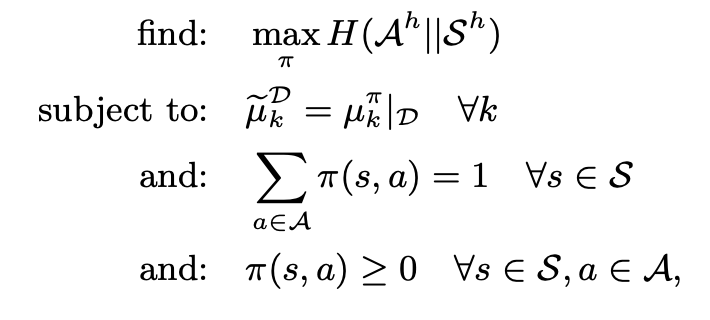 find: max_π H(𝒜^h||𝒮^h)
subject to: μ̃_k^𝒟 = μ_k^π|_𝒟 ∀k
and: ∑_{a∈𝒜} π(s, a) = 1 ∀s ∈ 𝒮
and: π(s, a) ≥ 0 ∀s ∈ 𝒮, a ∈ 𝒜,